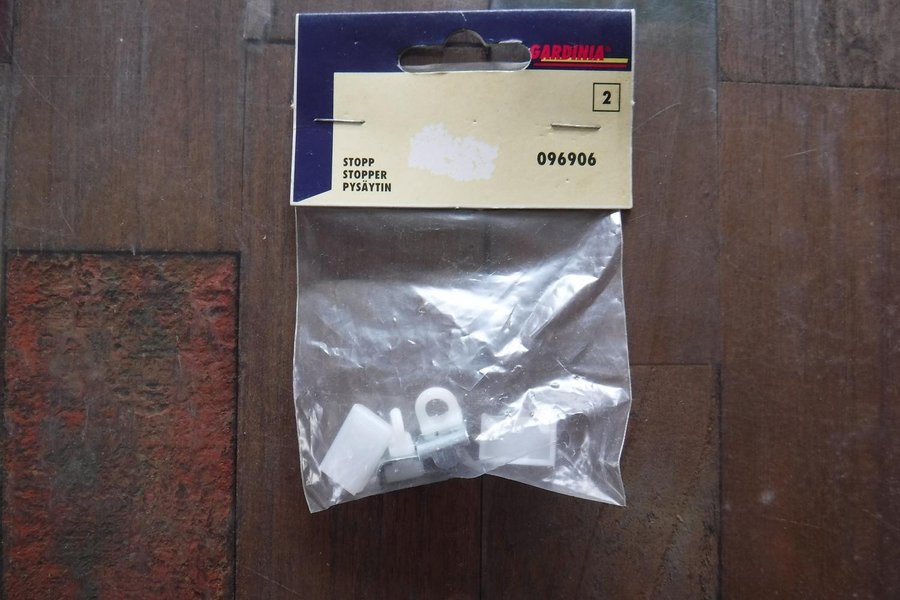 GARDINIA®
2
STOPP
STOPPER
PYSÄYTIN
096906